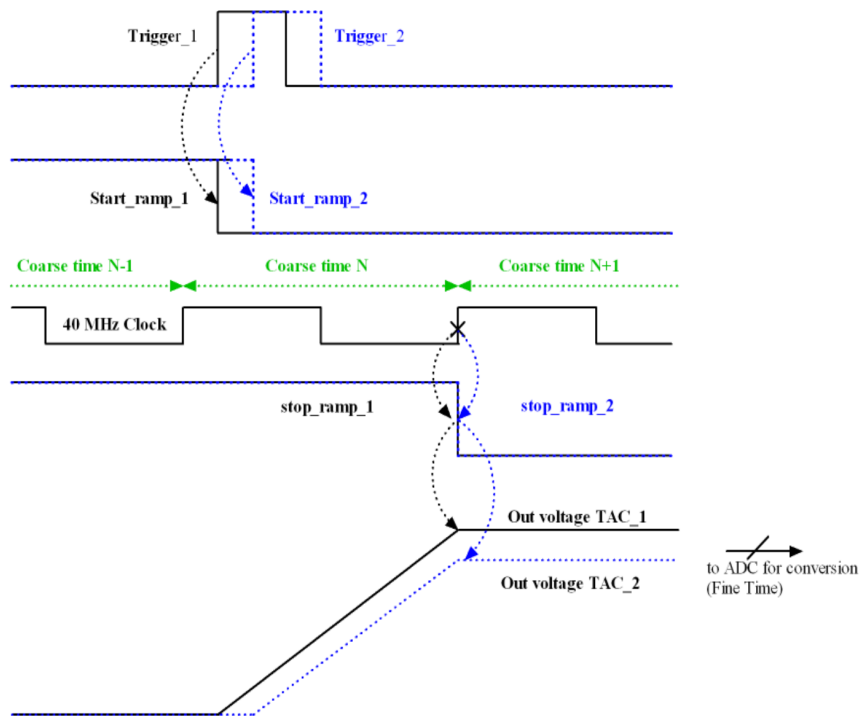 Trigger_1
Trigger_2
Start_ramp_1
Start_ramp_2
Coarse time N-1
Coarse time N
Coarse time N+1
40 MHz Clock
stop_ramp_1
stop_ramp_2
Out voltage TAC_1
Out voltage TAC_2
to ADC for conversion
(Fine Time)